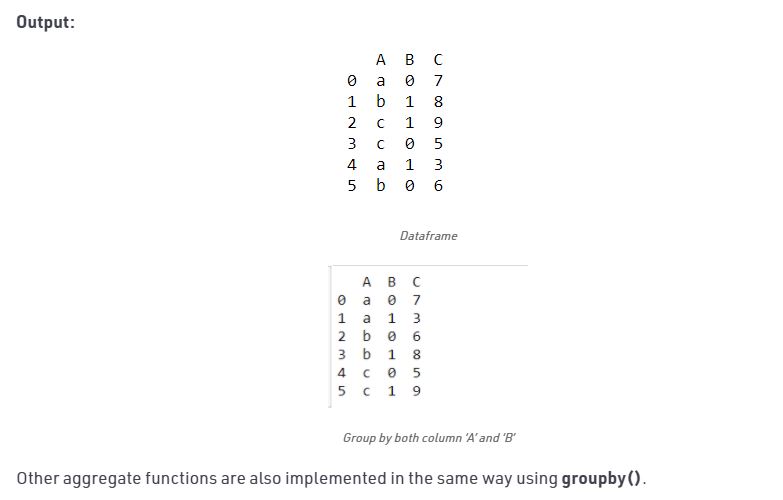 Output:
A B C
0 a 0 7
1 b 1 8
2 c 1 9
3 c 0 5
4 a 1 3
5 b 0 6
Dataframe
A B C
0 a 0 7
1 a 1 3
2 b 0 6
3 b 1 8
4 c 0 5
5 c 1 9
Group by both column 'A' and 'B'
Other aggregate functions are also implemented in the same way using groupby().